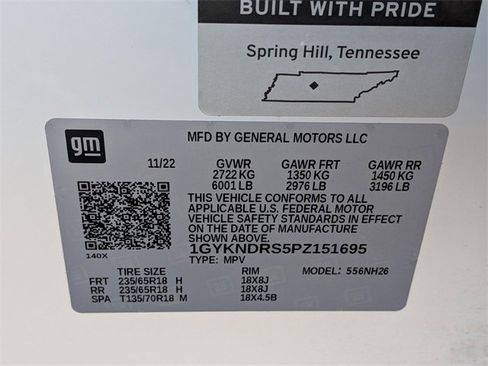 BUILT WITH PRIDE
Spring Hill, Tennessee
gm
MFD BY GENERAL MOTORS LLC
11/22 GVWR GAWR FRT GAWR RR
2722 KG 1350 KG 1450 KG
6001 LB 2976 LB 3196 LB
THIS VEHICLE CONFORMS TO ALL
APPLICABLE U.S. FEDERAL MOTOR
VEHICLE SAFETY STANDARDS IN EFFECT
ON THE DATE OF MANUFACTURE
SHOWN ABOVE.
1GYKNDRS5PZ151695
140X TYPE: MPV
TIRE SIZE RIM MODEL: 556NH26
FRT 235/65R18 H 18X8J
RR 235/65R18 H 18X8J
SPA T135/70R18 M 18X4.5B